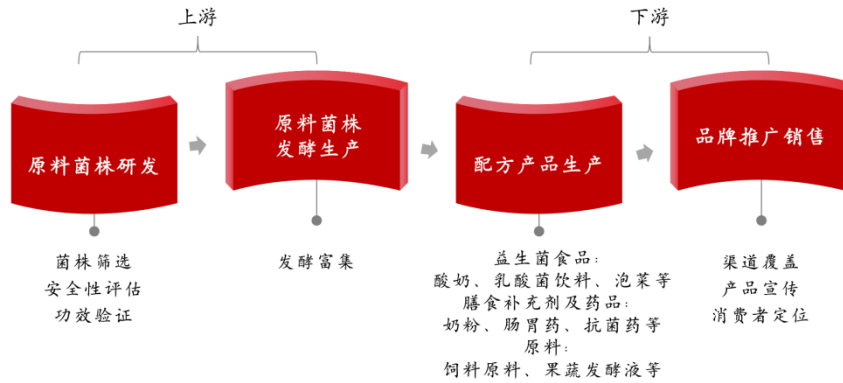 上游
下游
原料菌株研发
原料菌株
发酵生产
配方产品生产
品牌推广销售
菌株筛选
安全性评估
功效验证
发酵富集
益生菌食品：
酸奶、乳酸菌饮料、泡菜等
膳食补充剂及药品：
奶粉、肠胃药、抗菌药等
原料：
饲料原料、果蔬发酵液等
渠道覆盖
产品宣传
消费者定位